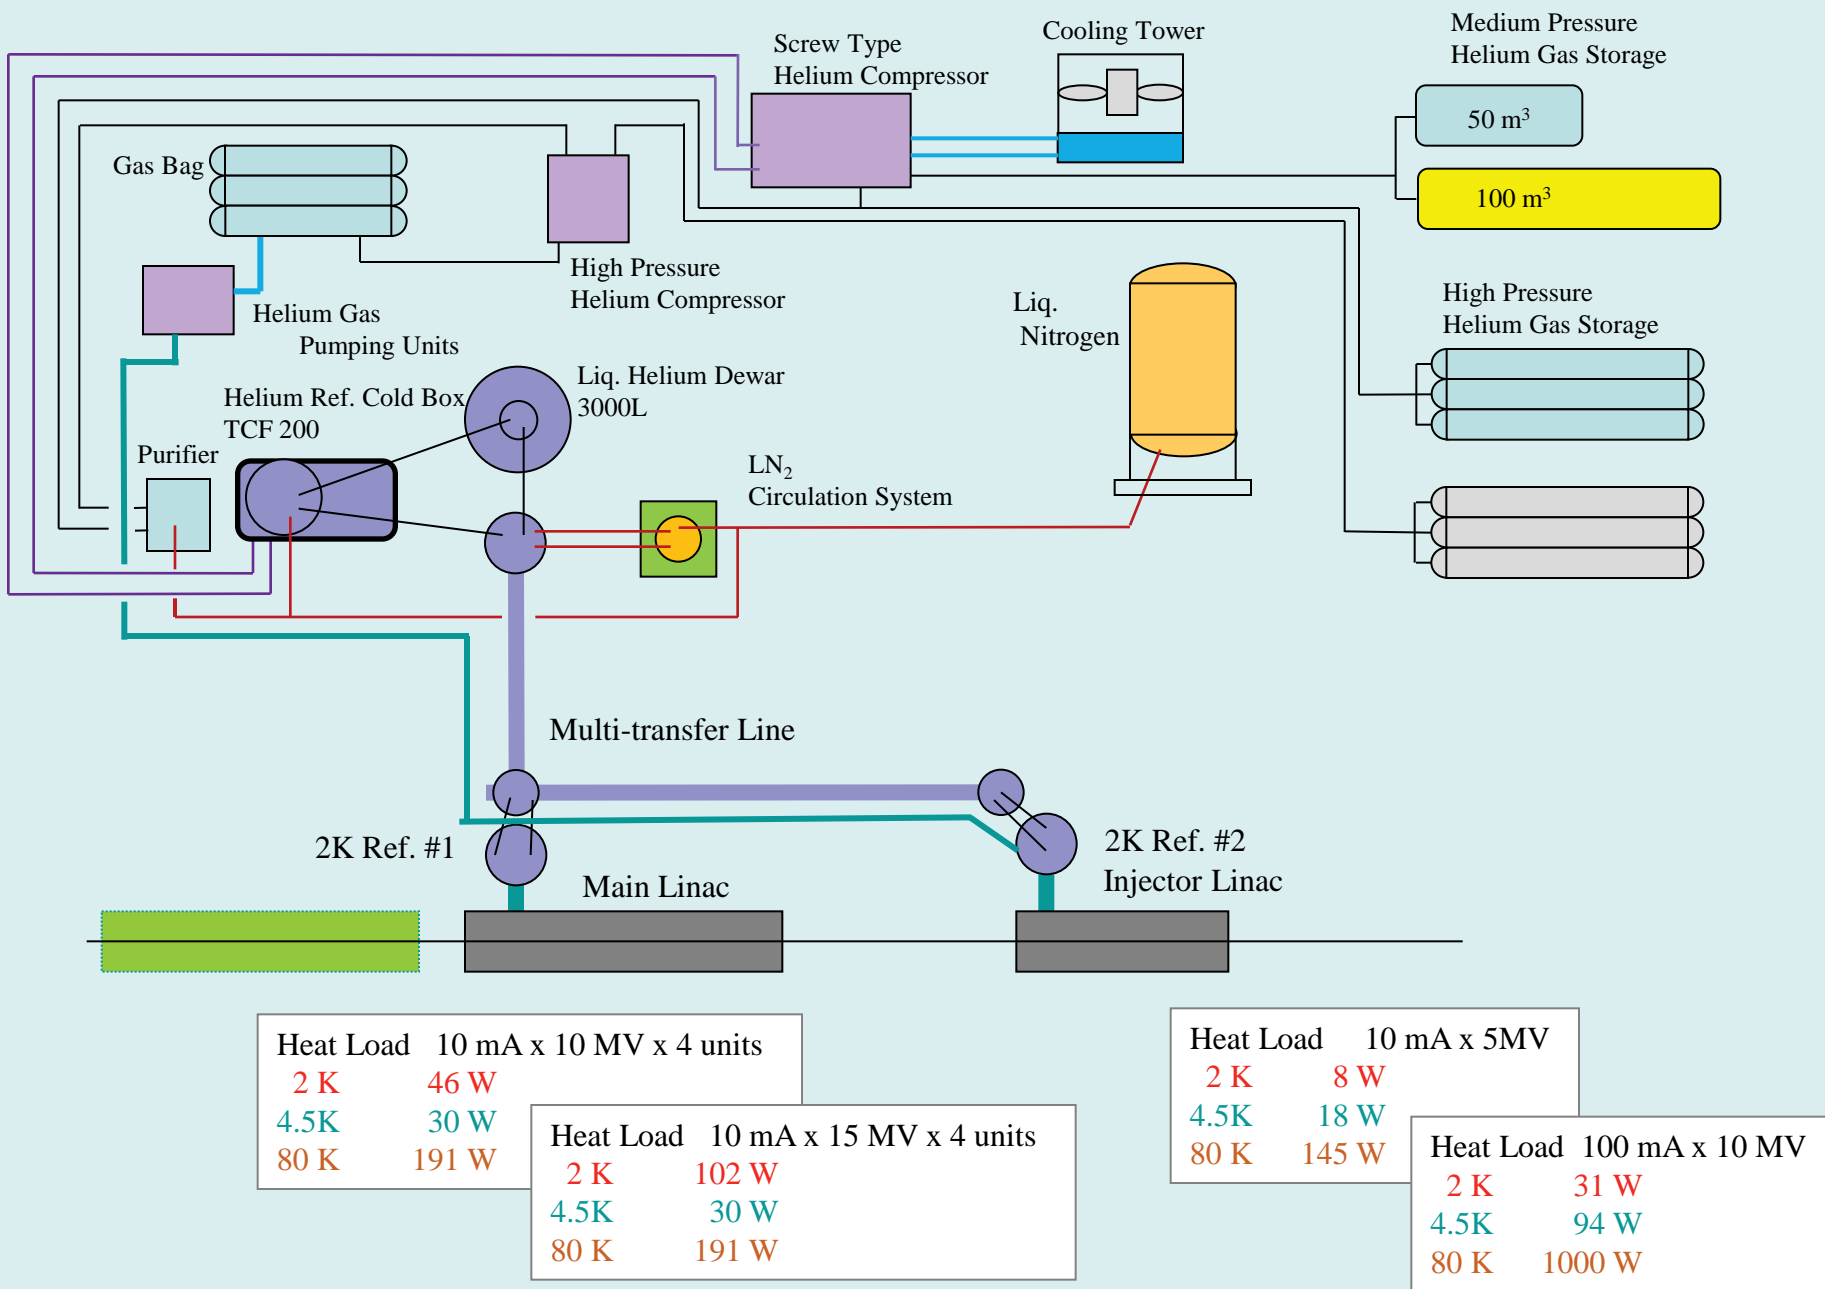 Screw Type
Helium Compressor
Cooling Tower
Medium Pressure
Helium Gas Storage
50 m³
100 m³
Gas Bag
High Pressure
Helium Compressor
Helium Gas
Pumping Units
Liq.
Nitrogen
High Pressure
Helium Gas Storage
Liq. Helium Dewar
3000L
Helium Ref. Cold Box
TCF 200
Purifier
LN₂
Circulation System
Multi-transfer Line
2K Ref. #1
Main Linac
2K Ref. #2
Injector Linac
Heat Load 10 mA x 10 MV x 4 units
2 K 46 W
4.5K 30 W
80 K 191 W
Heat Load 10 mA x 15 MV x 4 units
2 K 102 W
4.5K 30 W
80 K 191 W
Heat Load 10 mA x 5MV
2 K 8 W
4.5K 18 W
80 K 145 W
Heat Load 100 mA x 10 MV
2 K 31 W
4.5K 94 W
80 K 1000 W